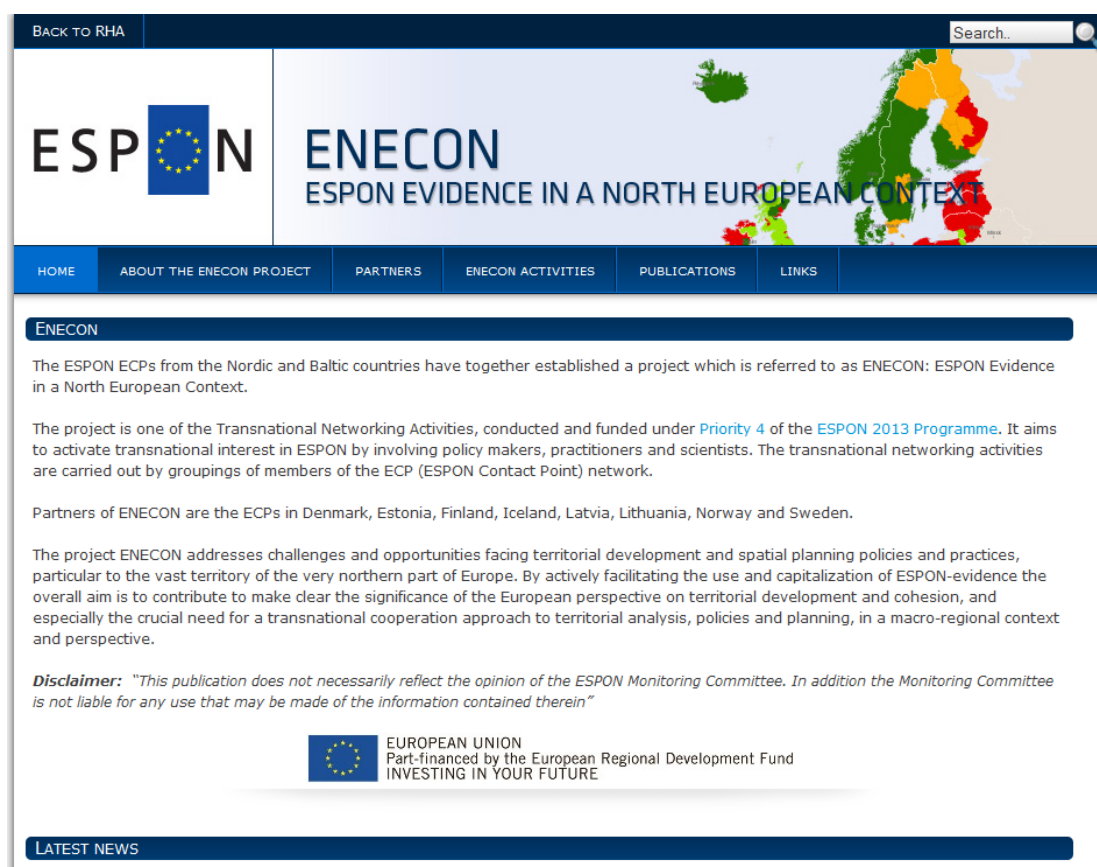 BACK TO RHA
Search..
ESPON
ENECON
ESPON EVIDENCE IN A NORTH EUROPEAN CONTEXT
HOME ABOUT THE ENECON PROJECT PARTNERS ENECON ACTIVITIES PUBLICATIONS LINKS
ENECON
The ESPON ECPs from the Nordic and Baltic countries have together established a project which is referred to as ENECON: ESPON Evidence
in a North European Context.
The project is one of the Transnational Networking Activities, conducted and funded under Priority 4 of the ESPON 2013 Programme. It aims
to activate transnational interest in ESPON by involving policy makers, practitioners and scientists. The transnational networking activities
are carried out by groupings of members of the ECP (ESPON Contact Point) network.
Partners of ENECON are the ECPs in Denmark, Estonia, Finland, Iceland, Latvia, Lithuania, Norway and Sweden.
The project ENECON addresses challenges and opportunities facing territorial development and spatial planning policies and practices,
particular to the vast territory of the very northern part of Europe. By actively facilitating the use and capitalization of ESPON-evidence the
overall aim is to contribute to make clear the significance of the European perspective on territorial development and cohesion, and
especially the crucial need for a transnational cooperation approach to territorial analysis, policies and planning, in a macro-regional context
and perspective.
Disclaimer: “This publication does not necessarily reflect the opinion of the ESPON Monitoring Committee. In addition the Monitoring Committee
is not liable for any use that may be made of the information contained therein”
EUROPEAN UNION
Part-financed by the European Regional Development Fund
INVESTING IN YOUR FUTURE
LATEST NEWS